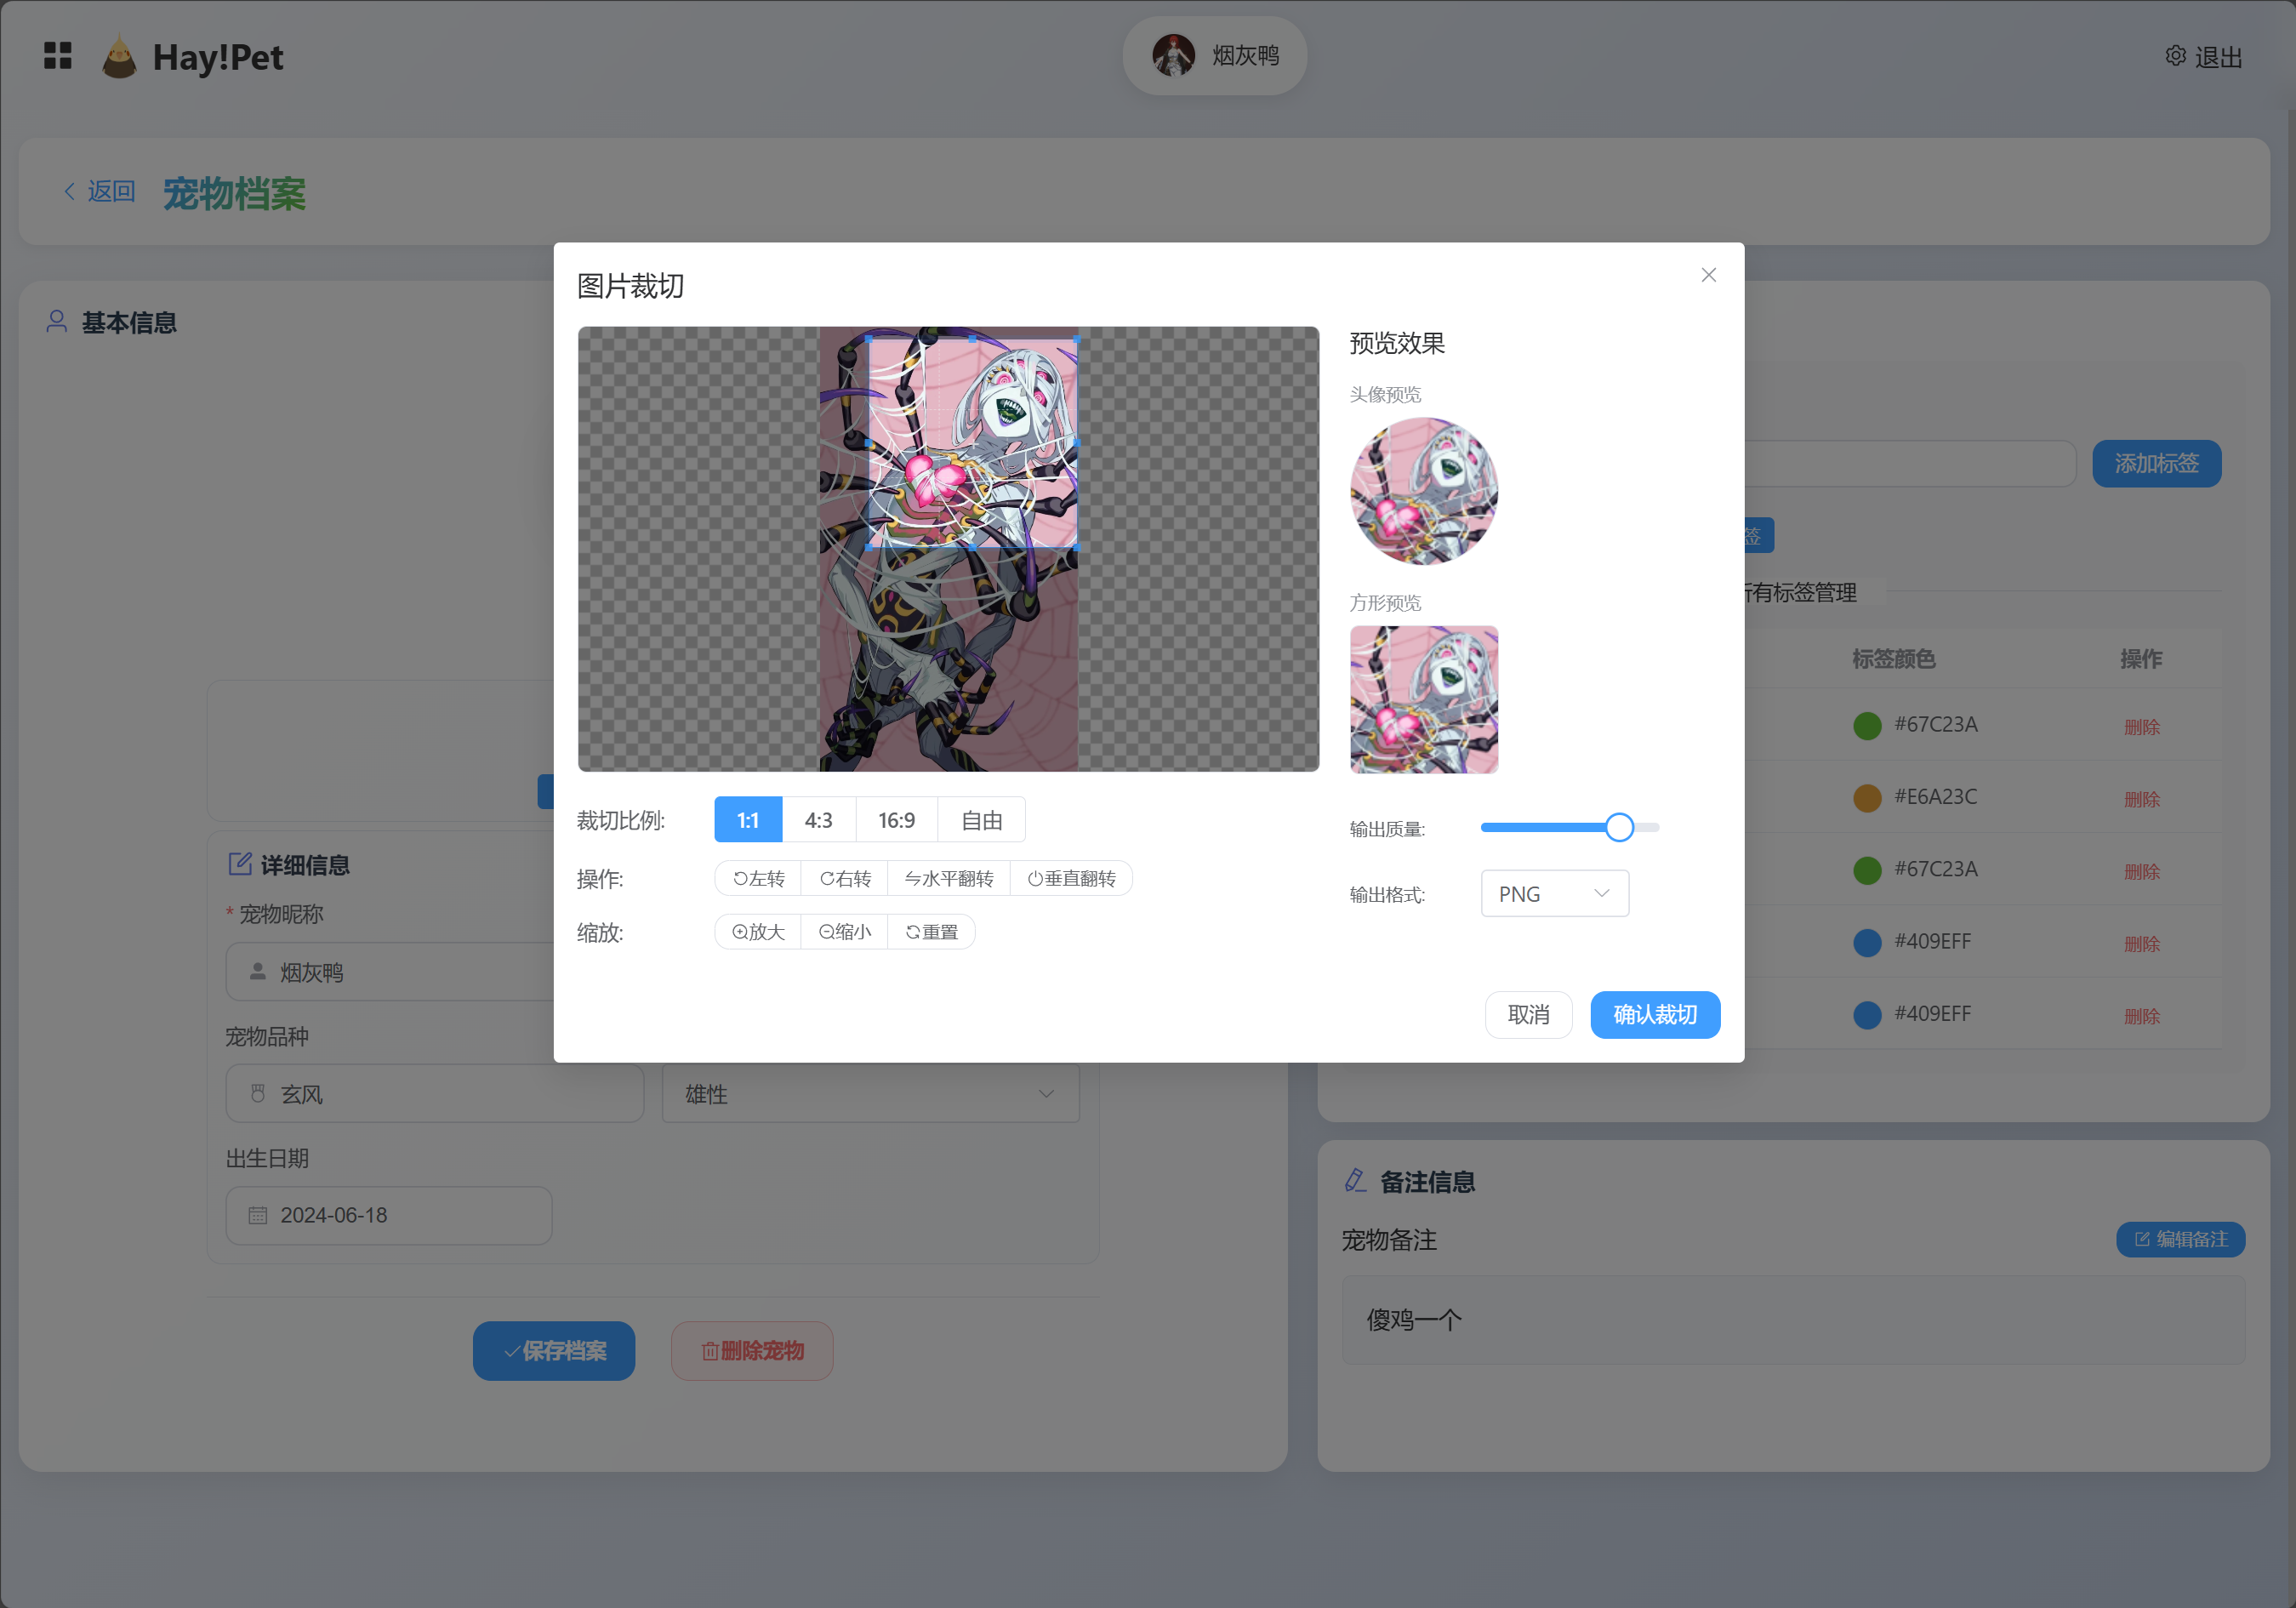 Hay!Pet
烟灰鸭
退出
返回
宠物档案
基本信息
图片裁切
预览效果
头像预览
方形预览
裁切比例:
1:1
4:3
16:9
自由
操作:
左转
右转
水平翻转
垂直翻转
缩放:
放大
缩小
重置
输出质量:
输出格式:
PNG
取消
确认裁切
详细信息
* 宠物昵称
烟灰鸭
宠物品种
玄风
雄性
出生日期
2024-06-18
保存档案
删除宠物
添加标签
签
有标签管理
标签颜色
操作
#67C23A
删除
#E6A23C
删除
#67C23A
删除
#409EFF
删除
#409EFF
删除
备注信息
宠物备注
编辑备注
傻鸡一个